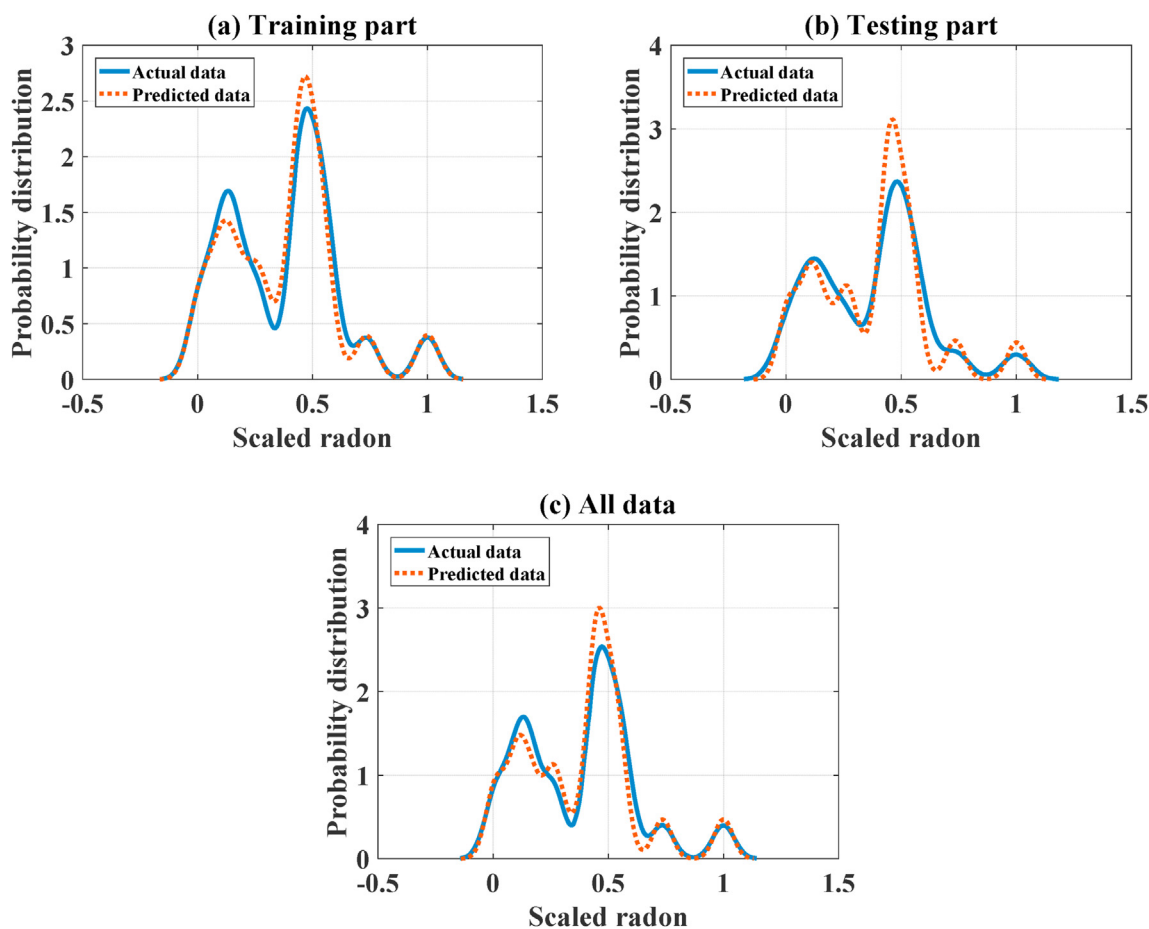 (a) Training part
Probability distribution
3
2.5
2
1.5
1
0.5
0
Actual data
Predicted data
-0.5 0 0.5 1 1.5
Scaled radon
(b) Testing part
Probability distribution
4
3
2
1
0
Actual data
Predicted data
-0.5 0 0.5 1 1.5
Scaled radon
(c) All data
Probability distribution
4
3
2
1
0
Actual data
Predicted data
-0.5 0 0.5 1 1.5
Scaled radon